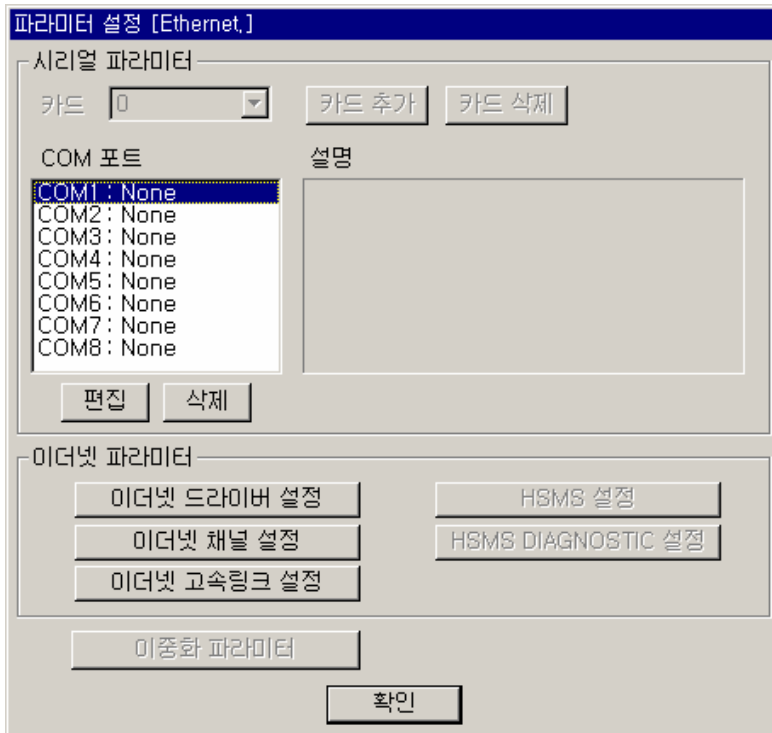 파라미터 설정 [Ethernet,]
시리얼 파라미터
카드 0 카드 추가 카드 삭제
COM 포트 설명
COM1 : None
COM2 : None
COM3 : None
COM4 : None
COM5 : None
COM6 : None
COM7 : None
COM8 : None
편집 삭제
이더넷 파라미터
이더넷 드라이버 설정 HSMS 설정
이더넷 채널 설정 HSMS DIAGNOSTIC 설정
이더넷 고속링크 설정
이중화 파라미터
확인